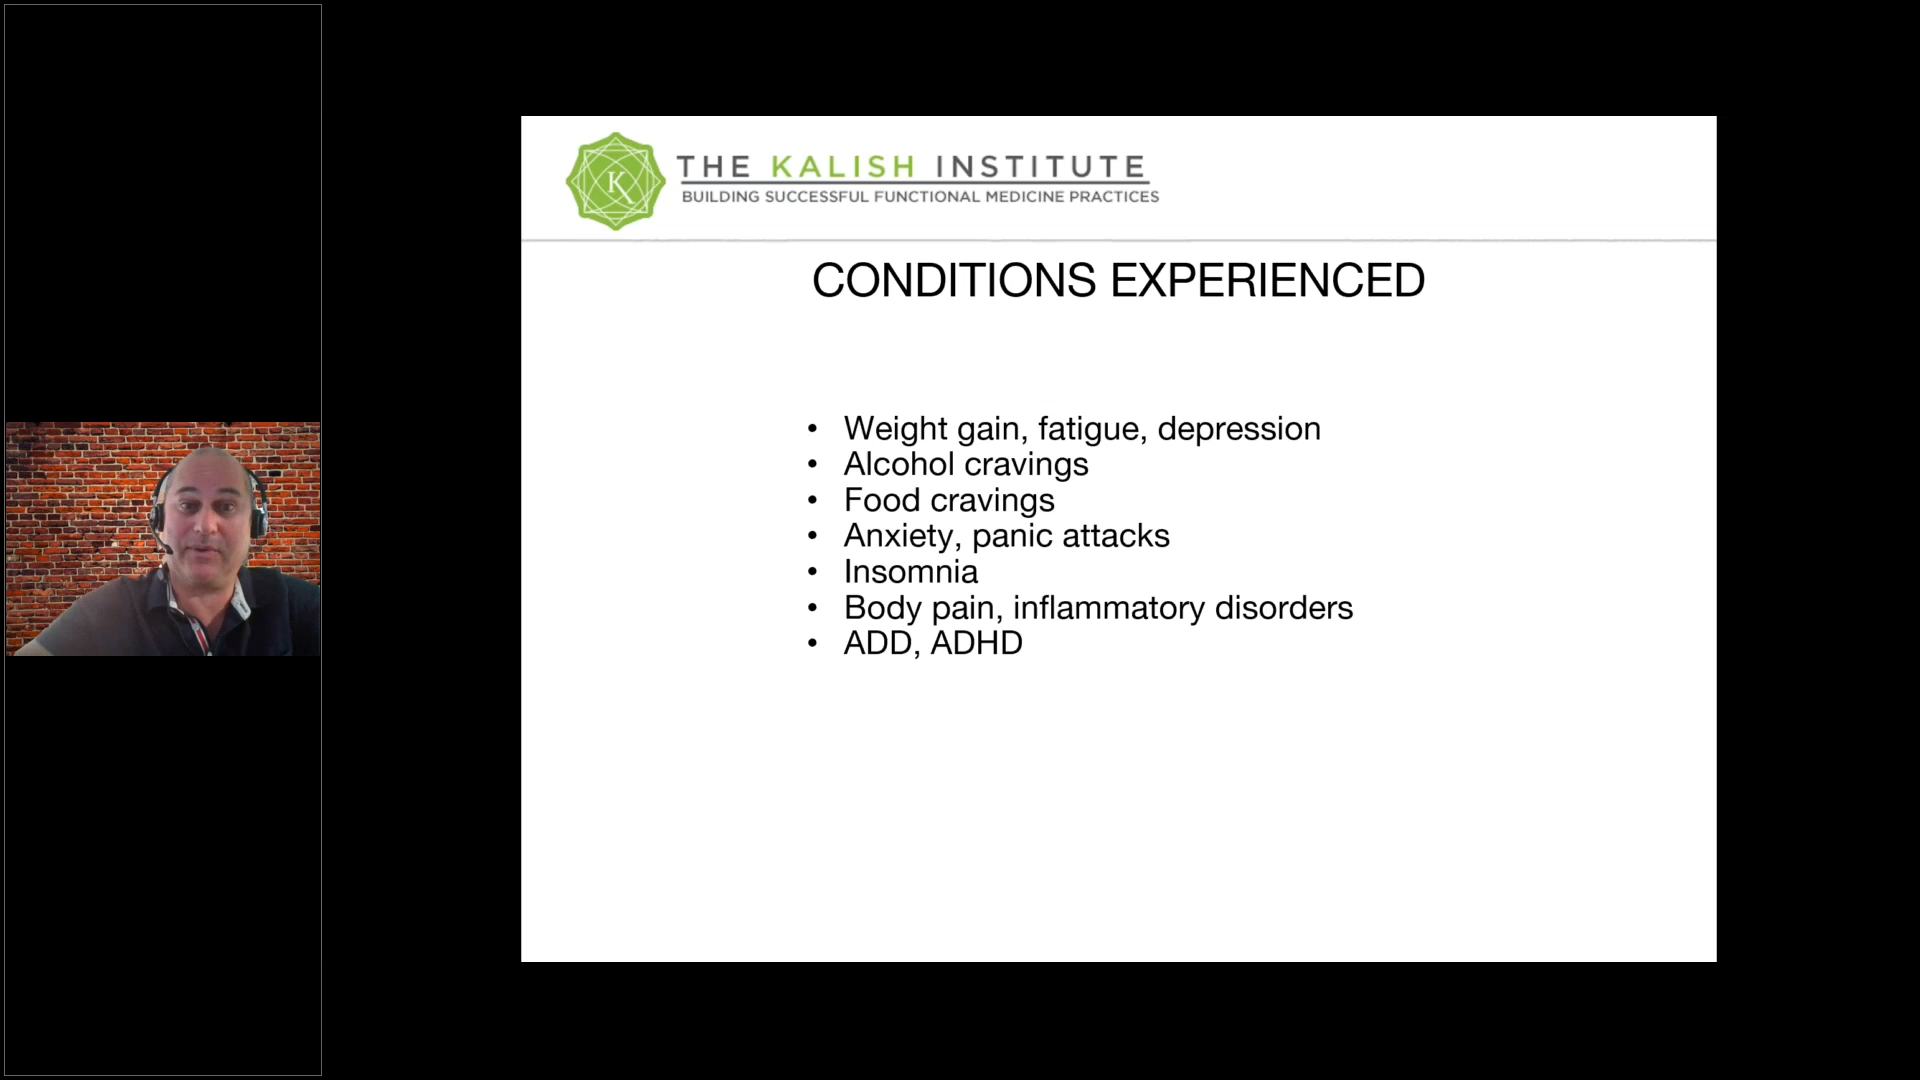 K
THE KALISH INSTITUTE
BUILDING SUCCESSFUL FUNCTIONAL MEDICINE PRACTICES
CONDITIONS EXPERIENCED
• Weight gain, fatigue, depression
• Alcohol cravings
• Food cravings
• Anxiety, panic attacks
• Insomnia
• Body pain, inflammatory disorders
• ADD, ADHD